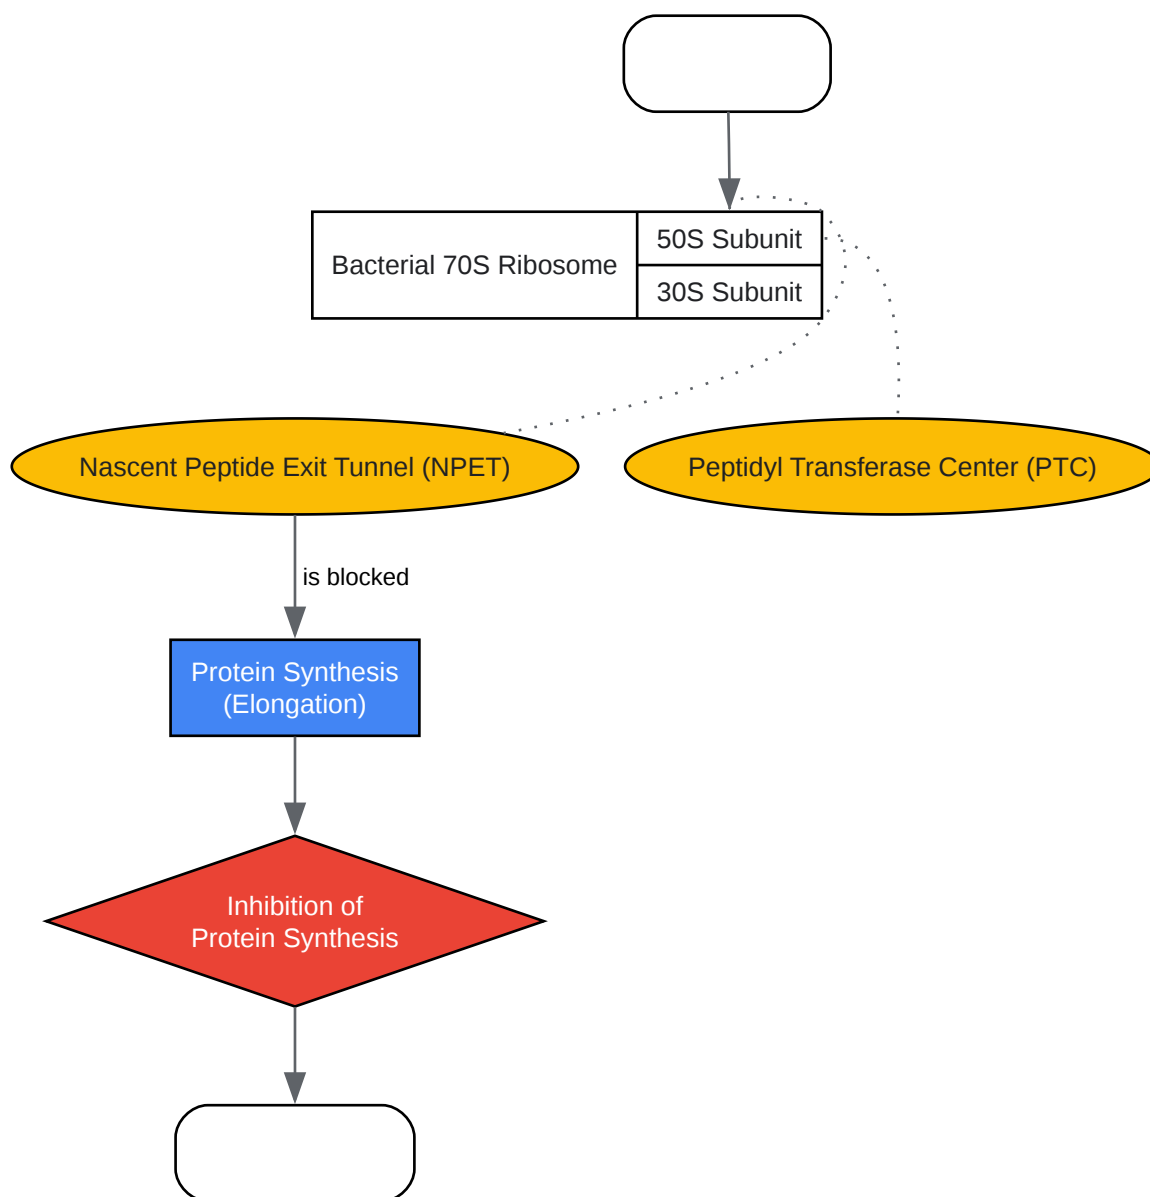 Bacterial 70S Ribosome
50S Subunit
30S Subunit
Nascent Peptide Exit Tunnel (NPET)
Peptidyl Transferase Center (PTC)
is blocked
Protein Synthesis
(Elongation)
Inhibition of
Protein Synthesis